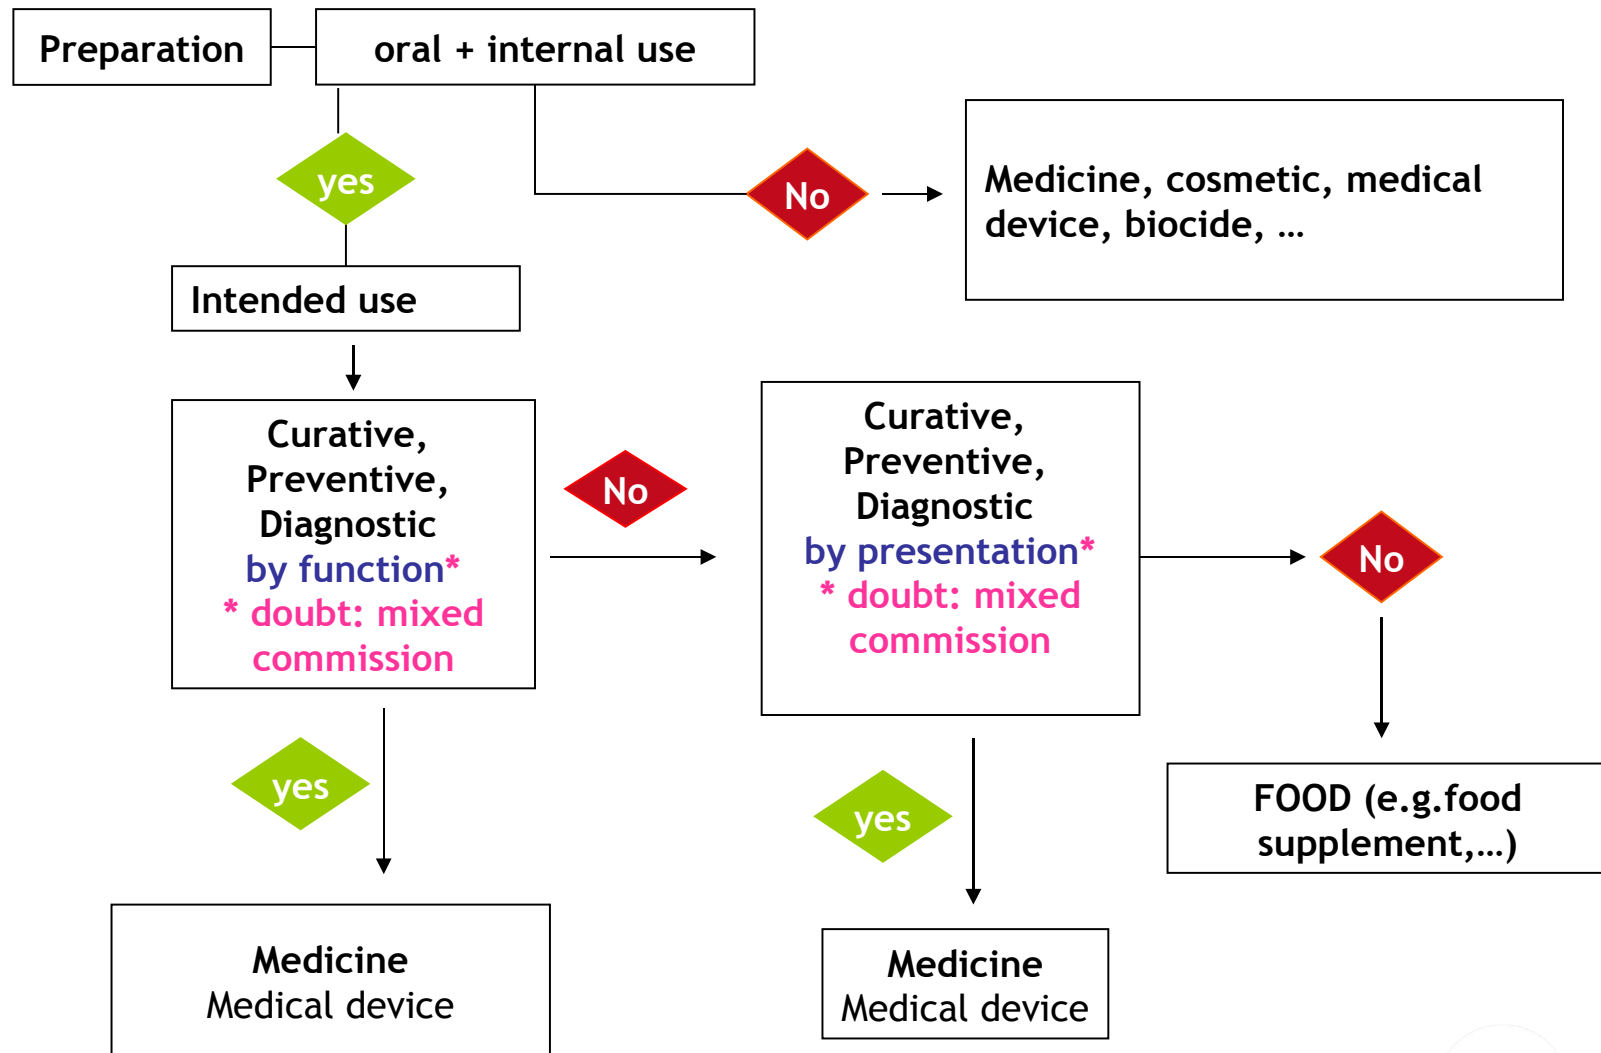 Preparation
oral + internal use
yes
No
Medicine, cosmetic, medical
device, biocide, …
Intended use
Curative,
Preventive,
Diagnostic
by function*
* doubt: mixed
commission
No
Curative,
Preventive,
Diagnostic
by presentation*
* doubt: mixed
commission
No
yes
yes
FOOD (e.g.food
supplement,…)
Medicine
Medical device
Medicine
Medical device